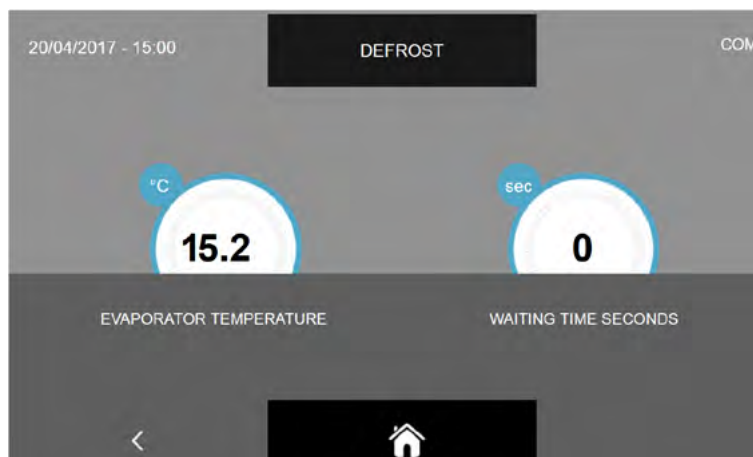 20/04/2017 - 15:00
DEFROST
°C
15.2
sec
0
EVAPORATOR TEMPERATURE
WAITING TIME SECONDS